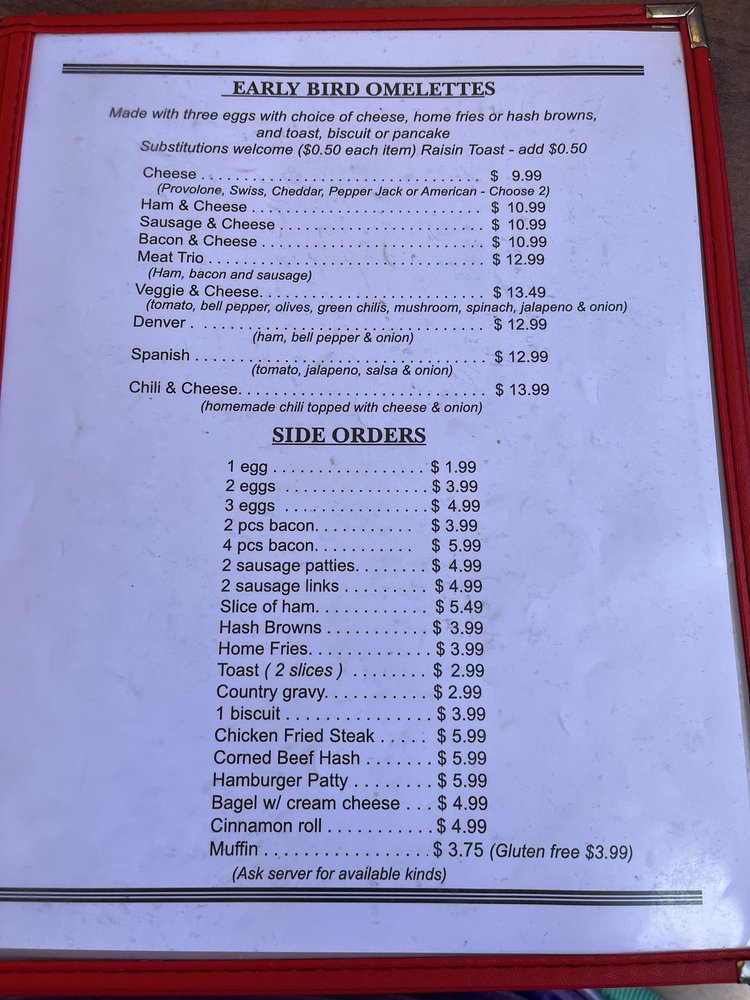 EARLY BIRD OMELETTES
Made with three eggs with choice of cheese, home fries or hash browns,
and toast, biscuit or pancake
Substitutions welcome ($0.50 each item) Raisin Toast - add $0.50
Cheese . . . . . . . . . . . . . . . . . . . . . . . . . . . . . . . . . . $ 9.99
(Provolone, Swiss, Cheddar, Pepper Jack or American - Choose 2)
Ham & Cheese . . . . . . . . . . . . . . . . . . . . . . . . . . . . $ 10.99
Sausage & Cheese . . . . . . . . . . . . . . . . . . . . . . . . . $ 10.99
Bacon & Cheese . . . . . . . . . . . . . . . . . . . . . . . . . . . $ 10.99
Meat Trio . . . . . . . . . . . . . . . . . . . . . . . . . . . . . . . . . $ 12.99
(Ham, bacon and sausage)
Veggie & Cheese. . . . . . . . . . . . . . . . . . . . . . . . . . . $ 13.49
(tomato, bell pepper, olives, green chilis, mushroom, spinach, jalapeno & onion)
Denver . . . . . . . . . . . . . . . . . . . . . . . . . . . . . . . . . . . $ 12.99
(ham, bell pepper & onion)
Spanish . . . . . . . . . . . . . . . . . . . . . . . . . . . . . . . . . . $ 12.99
(tomato, jalapeno, salsa & onion)
Chili & Cheese. . . . . . . . . . . . . . . . . . . . . . . . . . . . . $ 13.99
(homemade chili topped with cheese & onion)
SIDE ORDERS
1 egg . . . . . . . . . . . . . . . . . $ 1.99
2 eggs . . . . . . . . . . . . . . . . $ 3.99
3 eggs . . . . . . . . . . . . . . . . $ 4.99
2 pcs bacon. . . . . . . . . . . $ 3.99
4 pcs bacon. . . . . . . . . . . $ 5.99
2 sausage patties. . . . . . . . $ 4.99
2 sausage links . . . . . . . . . $ 4.99
Slice of ham. . . . . . . . . . . . $ 5.49
Hash Browns . . . . . . . . . . . $ 3.99
Home Fries. . . . . . . . . . . . . $ 3.99
Toast ( 2 slices ) . . . . . . . . $ 2.99
Country gravy. . . . . . . . . . . $ 2.99
1 biscuit . . . . . . . . . . . . . . . $ 3.99
Chicken Fried Steak . . . . . $ 5.99
Corned Beef Hash . . . . . . . $ 5.99
Hamburger Patty . . . . . . . . $ 5.99
Bagel w/ cream cheese . . . $ 4.99
Cinnamon roll . . . . . . . . . . . $ 4.99
Muffin . . . . . . . . . . . . . . . . . $ 3.75 (Gluten free $3.99)
(Ask server for available kinds)